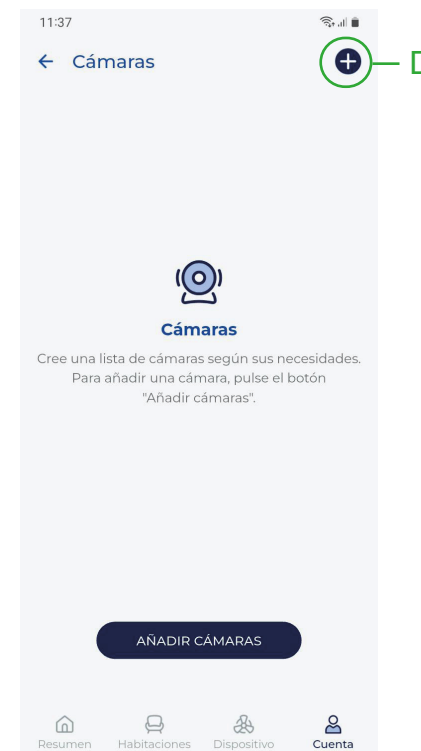 11:37
Cámaras
D
Cámaras
Cree una lista de cámaras según sus necesidades.
Para añadir una cámara, pulse el botón
"Añadir cámaras".
AÑADIR CÁMARAS
Resumen Habitaciones Dispositivo Cuenta